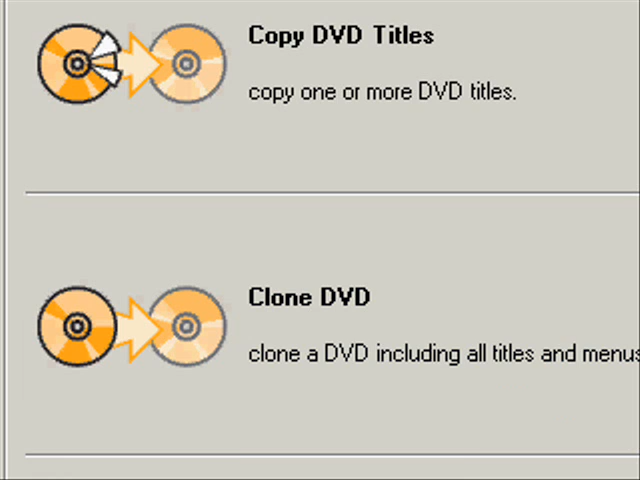 Copy DVD Titles
copy one or more DVD titles.
Clone DVD
clone a DVD including all titles and menus